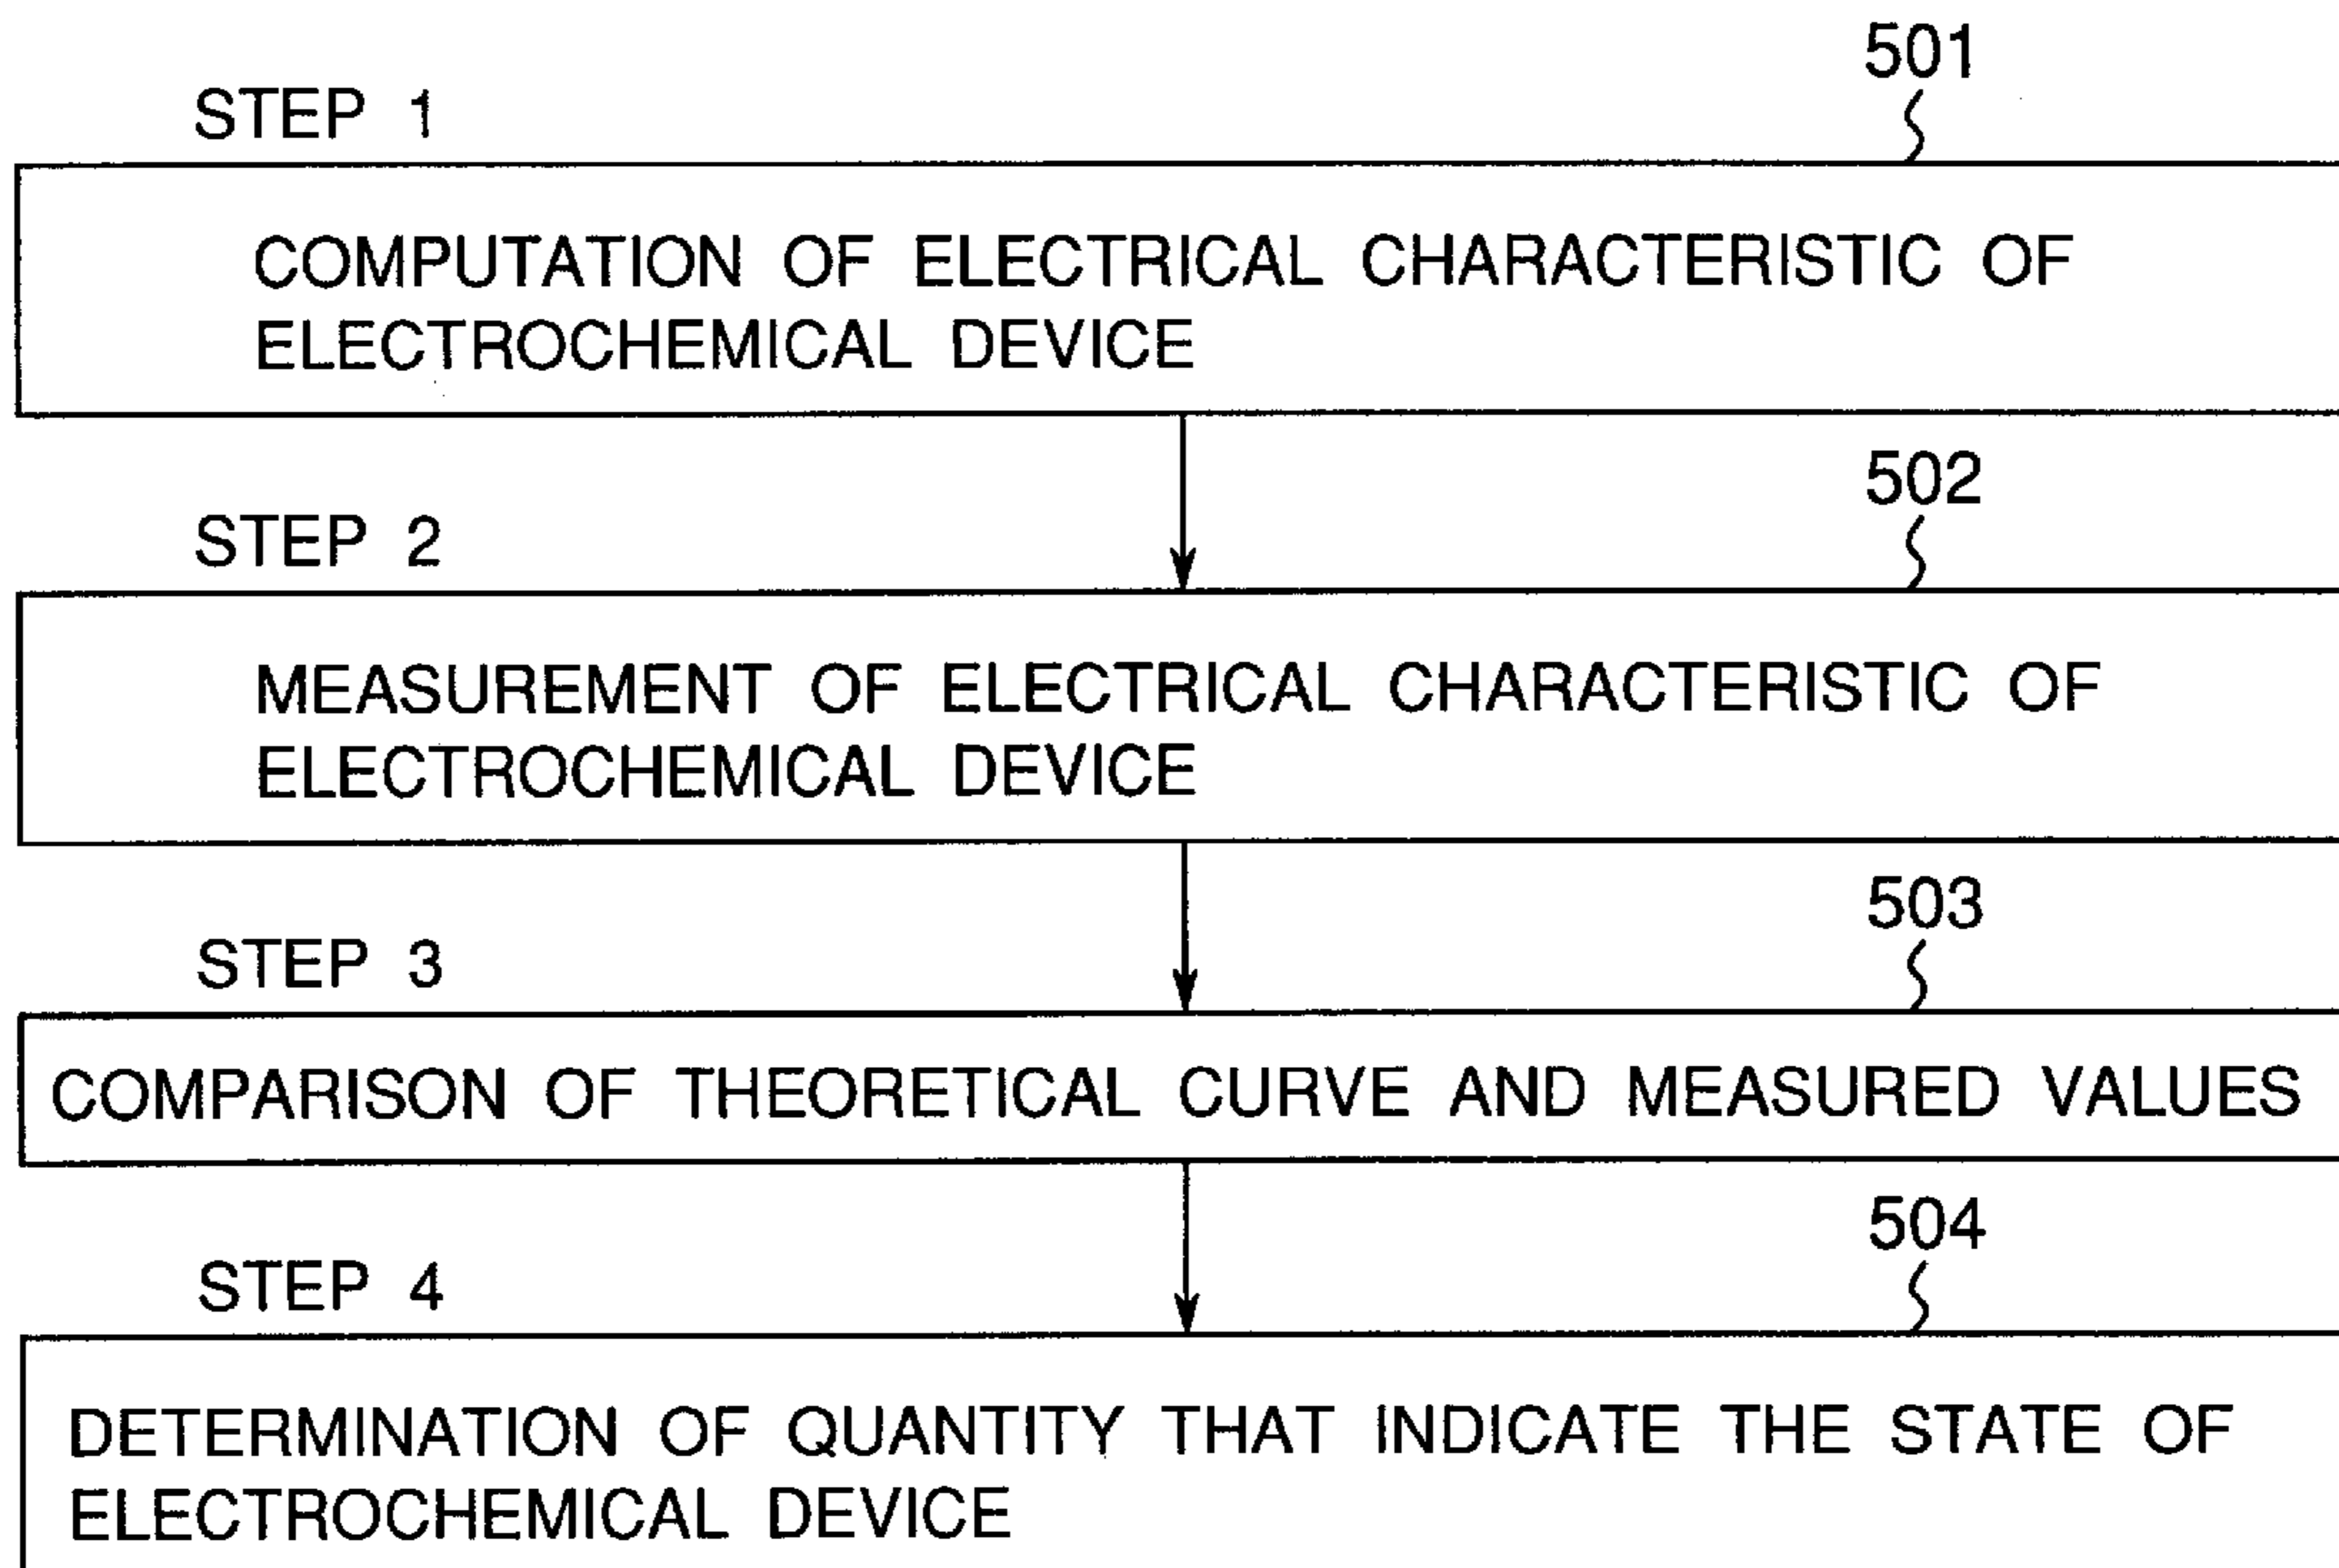 501
STEP 1
COMPUTATION OF ELECTRICAL CHARACTERISTIC OF
ELECTROCHEMICAL DEVICE
502
STEP 2
MEASUREMENT OF ELECTRICAL CHARACTERISTIC OF
ELECTROCHEMICAL DEVICE
503
STEP 3
COMPARISON OF THEORETICAL CURVE AND MEASURED VALUES
504
STEP 4
DETERMINATION OF QUANTITY THAT INDICATE THE STATE OF
ELECTROCHEMICAL DEVICE